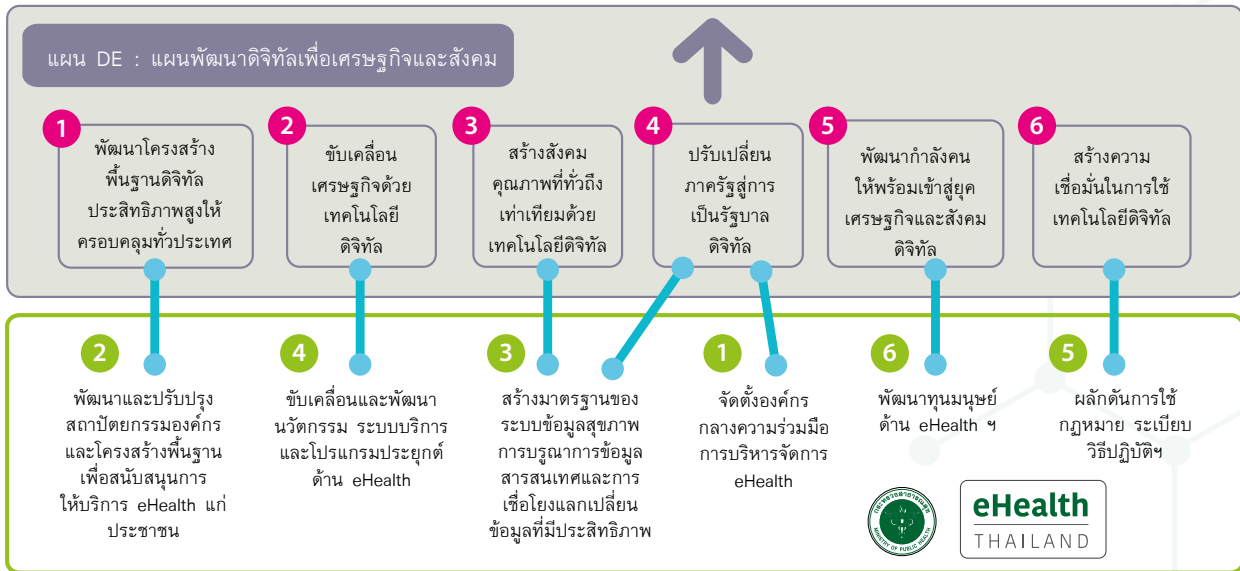 แผน DE : แผนพัฒนาดิจิทัลเพื่อเศรษฐกิจและสังคม
1
พัฒนาโครงสร้าง
พื้นฐานดิจิทัล
ประสิทธิภาพสูงให้
ครอบคลุมทั่วประเทศ
2
ขับเคลื่อน
เศรษฐกิจด้วย
เทคโนโลยี
ดิจิทัล
3
สร้างสังคม
คุณภาพที่ทั่วถึง
เท่าเทียมด้วย
เทคโนโลยีดิจิทัล
4
ปรับเปลี่ยน
ภาครัฐสู่การ
เป็นรัฐบาล
ดิจิทัล
5
พัฒนากำลังคน
ให้พร้อมเข้าสู่ยุค
เศรษฐกิจและสังคม
ดิจิทัล
6
สร้างความ
เชื่อมั่นในการใช้
เทคโนโลยีดิจิทัล
2
พัฒนาและปรับปรุง
สถาปัตยกรรมองค์กร
และโครงสร้างพื้นฐาน
เพื่อสนับสนุนการ
ให้บริการ eHealth แก่
ประชาชน
4
ขับเคลื่อนและพัฒนา
นวัตกรรม ระบบบริการ
และโปรแกรมประยุกต์
ด้าน eHealth
3
สร้างมาตรฐานของ
ระบบข้อมูลสุขภาพ
การบรูณาการข้อมูล
สารสนเทศและการ
เชื่อมโยงแลกเปลี่ยน
ข้อมูลที่มีประสิทธิภาพ
1
จัดตั้งองค์กร
กลางความร่วมมือ
การบริหารจัดการ
eHealth
6
พัฒนาทุนมนุษย์
ด้าน eHealth ฯ
5
ผลักดันการใช้
กฎหมาย ระเบียบ
วิธีปฏิบัติฯ
กระทรวงสาธารณสุข
MINISTRY OF PUBLIC HEALTH
eHealth
THAILAND